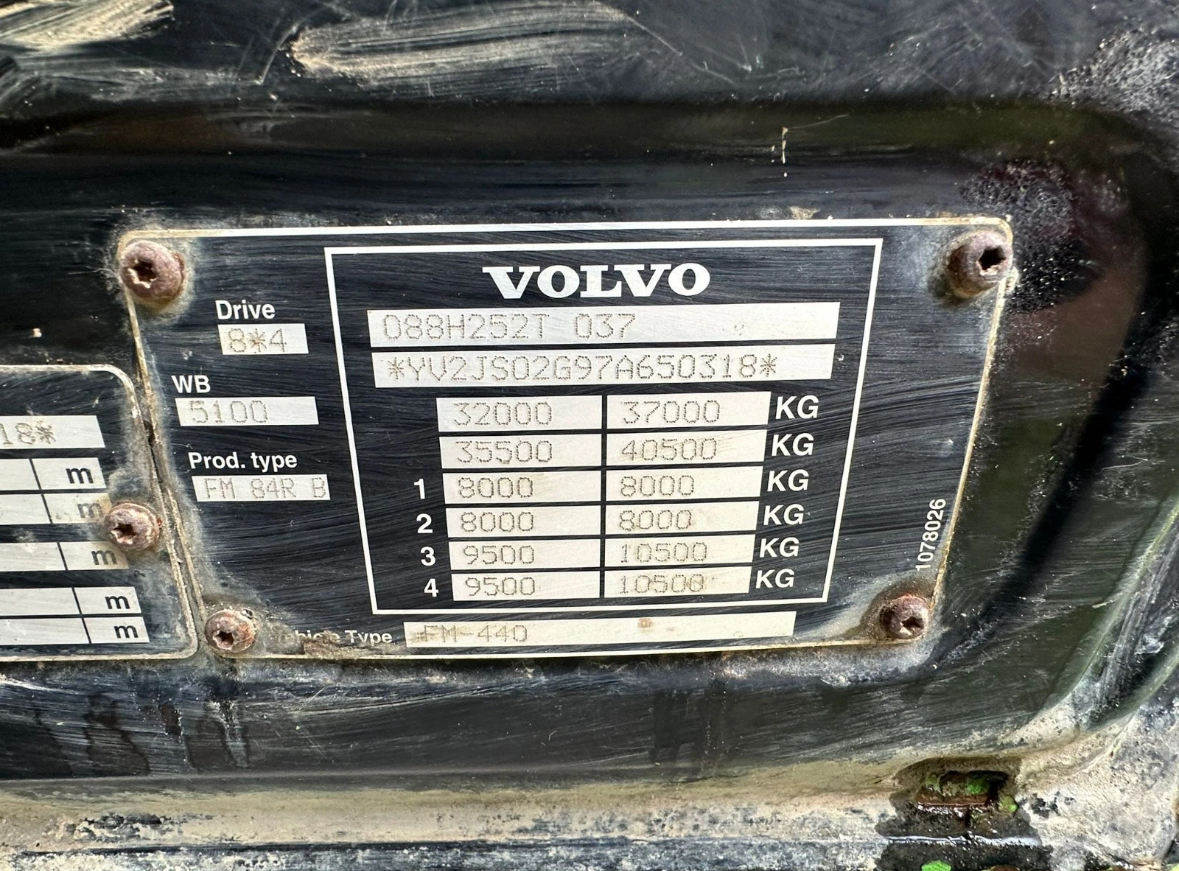 VOLVO
Drive
8*4
088H252T 037
*YV2JS02G97A650318*
WB
5100
32000 37000 KG
35500 40500 KG
Prod. type
FM 84R B
1 8000 8000 KG
2 8000 8000 KG
3 9500 10500 KG
4 9500 10500 KG
1078026
Type FM-440
18*
m
m
m
m
m